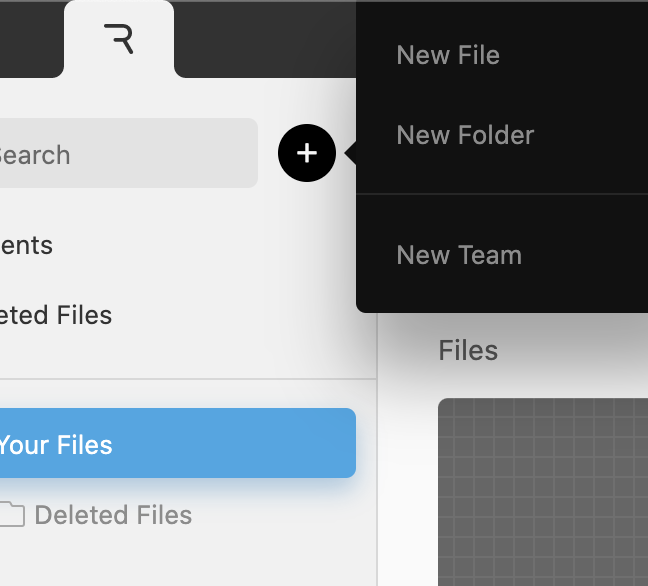 New File
New Folder
Search
New Team
ents
eted Files
Files
Your Files
Deleted Files